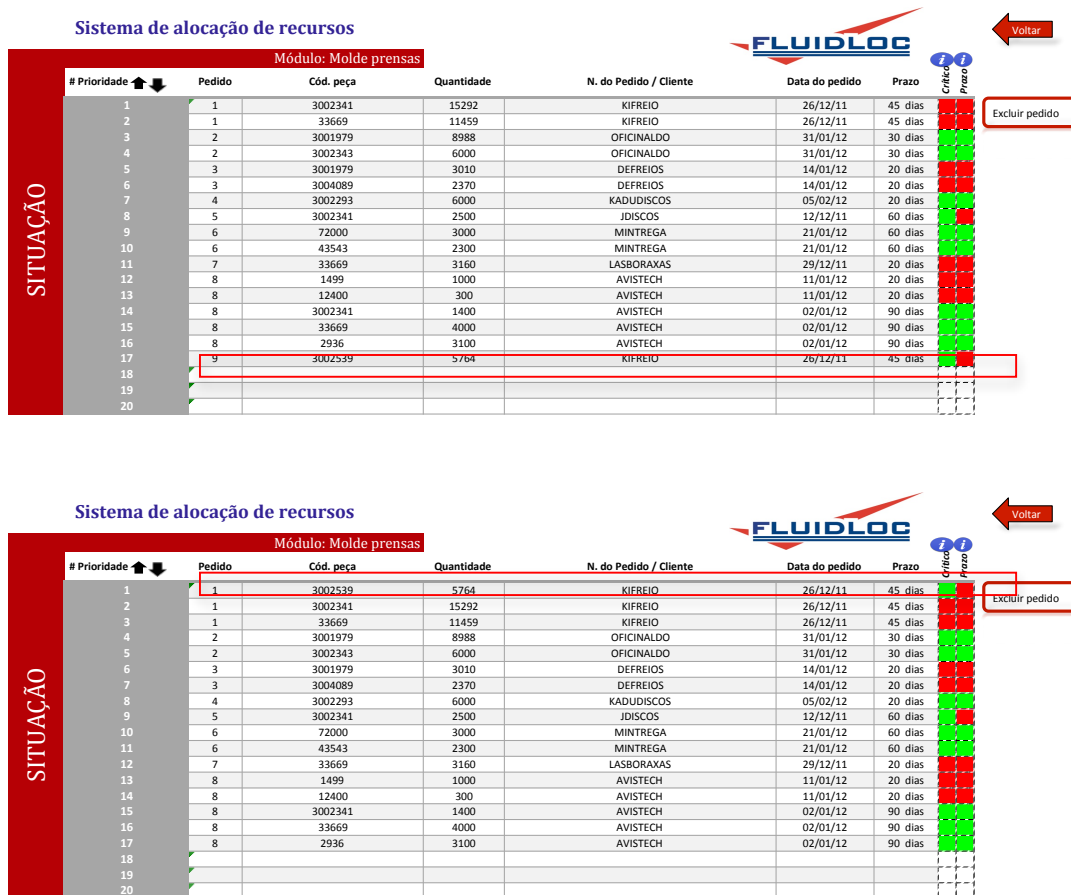 Sistema de alocação de recursos
FLUIDLOC
Voltar
Módulo: Molde prensas
i i
# Prioridade Pedido Cód. peça Quantidade N. do Pedido / Cliente Data do pedido Prazo Crítico Prazo
SITUAÇÃO
Excluir pedido
1 1 3002341 15292 KIFREIO 26/12/11 45 dias
2 1 33669 11459 KIFREIO 26/12/11 45 dias
3 2 3001979 8988 OFICINALDO 31/01/12 30 dias
4 2 3002343 6000 OFICINALDO 31/01/12 30 dias
5 3 3001979 3010 DEFREIOS 14/01/12 20 dias
6 3 3004089 2370 DEFREIOS 14/01/12 20 dias
7 4 3002293 6000 KADUDISCOS 05/02/12 20 dias
8 5 3002341 2500 JDISCOS 12/12/11 60 dias
9 6 72000 3000 MINTREGA 21/01/12 60 dias
10 6 43543 2300 MINTREGA 21/01/12 60 dias
11 7 33669 3160 LASBORAXAS 29/12/11 20 dias
12 8 1499 1000 AVISTECH 11/01/12 20 dias
13 8 12400 300 AVISTECH 11/01/12 20 dias
14 8 3002341 1400 AVISTECH 02/01/12 90 dias
15 8 33669 4000 AVISTECH 02/01/12 90 dias
16 8 2936 3100 AVISTECH 02/01/12 90 dias
17 9 3002539 5764 KIFREIO 26/12/11 45 dias
18
19
20
Sistema de alocação de recursos
FLUIDLOC
Voltar
Módulo: Molde prensas
i i
# Prioridade Pedido Cód. peça Quantidade N. do Pedido / Cliente Data do pedido Prazo Crítico Prazo
SITUAÇÃO
Excluir pedido
1 1 3002539 5764 KIFREIO 26/12/11 45 dias
2 1 3002341 15292 KIFREIO 26/12/11 45 dias
3 1 33669 11459 KIFREIO 26/12/11 45 dias
4 2 3001979 8988 OFICINALDO 31/01/12 30 dias
5 2 3002343 6000 OFICINALDO 31/01/12 30 dias
6 3 3001979 3010 DEFREIOS 14/01/12 20 dias
7 3 3004089 2370 DEFREIOS 14/01/12 20 dias
8 4 3002293 6000 KADUDISCOS 05/02/12 20 dias
9 5 3002341 2500 JDISCOS 12/12/11 60 dias
10 6 72000 3000 MINTREGA 21/01/12 60 dias
11 6 43543 2300 MINTREGA 21/01/12 60 dias
12 7 33669 3160 LASBORAXAS 29/12/11 20 dias
13 8 1499 1000 AVISTECH 11/01/12 20 dias
14 8 12400 300 AVISTECH 11/01/12 20 dias
15 8 3002341 1400 AVISTECH 02/01/12 90 dias
16 8 33669 4000 AVISTECH 02/01/12 90 dias
17 8 2936 3100 AVISTECH 02/01/12 90 dias
18
19
20